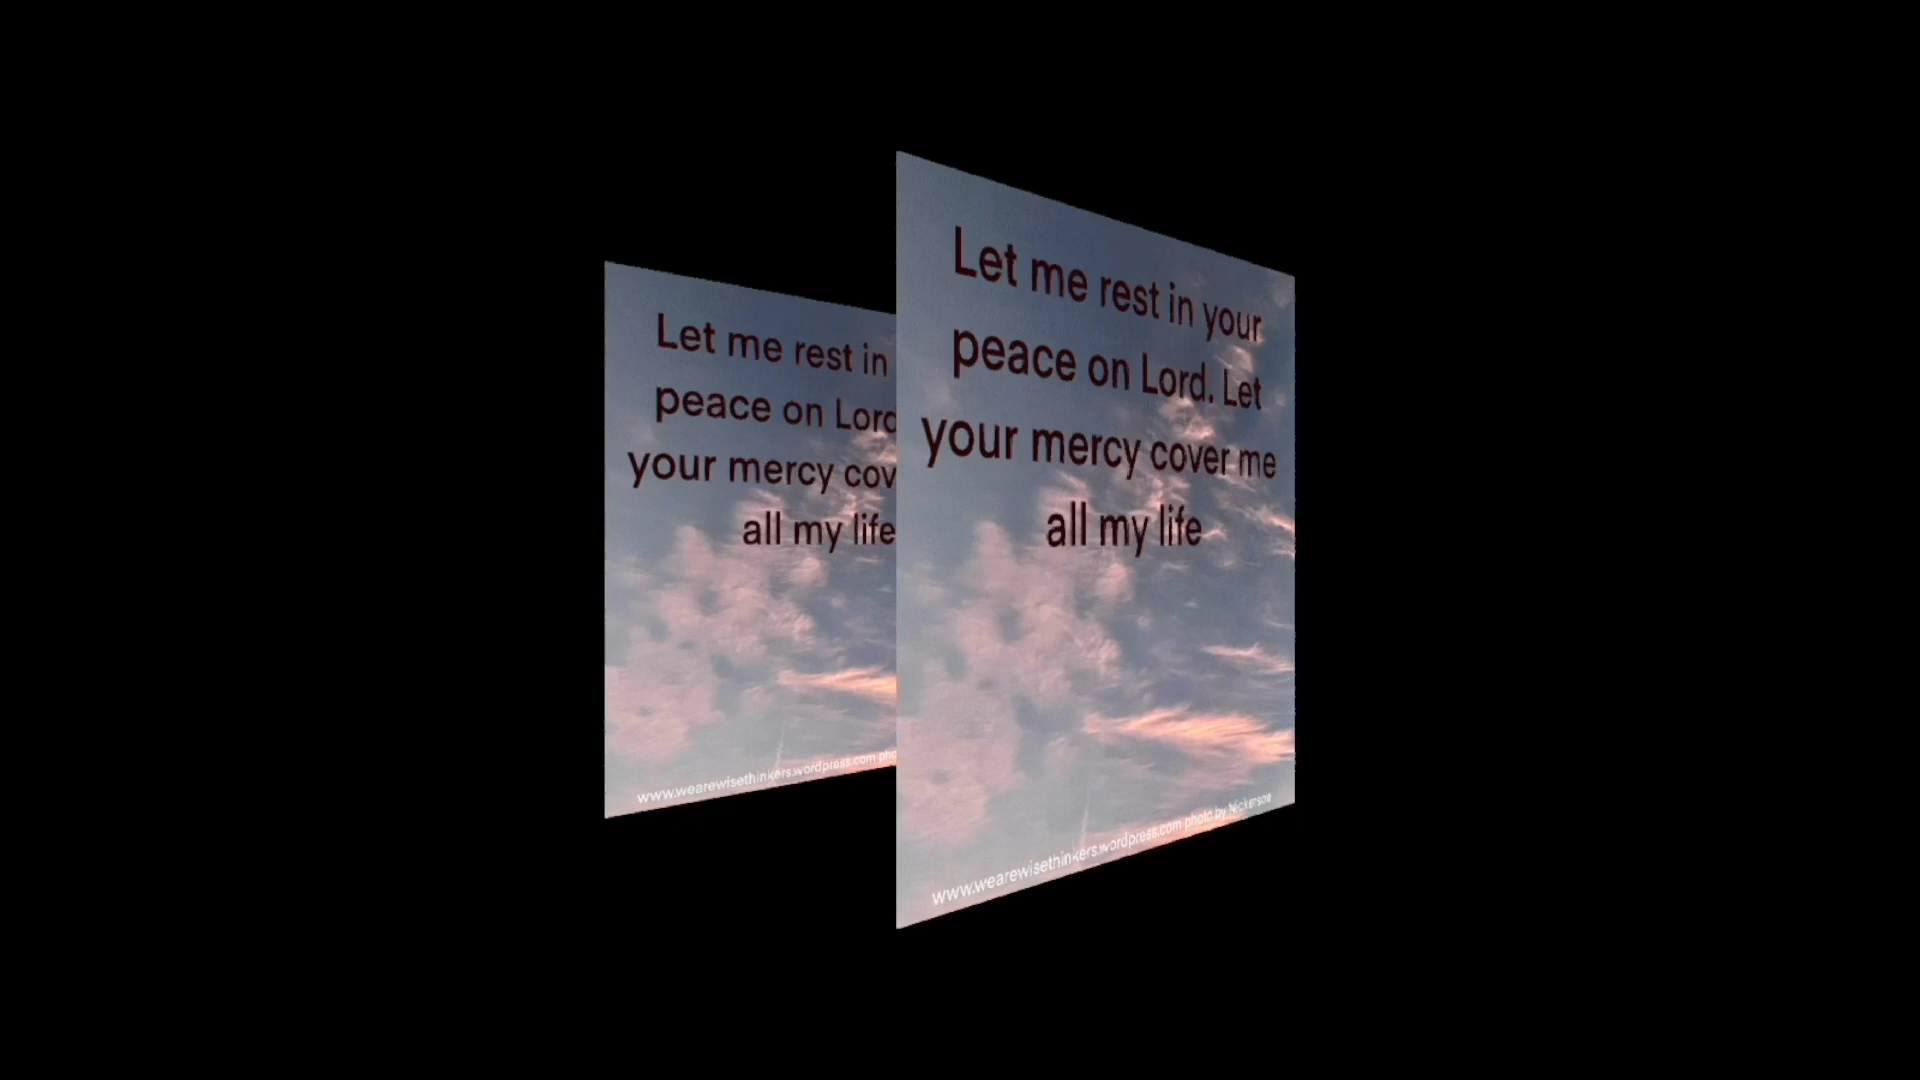 Let me rest in
peace on Lord
your mercy cov
all my life
www.wearewisethinkers.wordpress.com pho
Let me rest in your
peace on Lord. Let
your mercy cover me
all my life
www.wearewisethinkers.wordpress.com photo by Nickersore